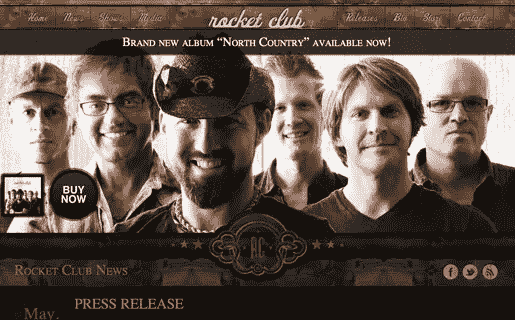 Home News Shows Media rocket club Releases Bio Store Contact
BRAND NEW ALBUM “NORTH COUNTRY” AVAILABLE NOW!
BUY
NOW
RC
ROCKET CLUB NEWS
PRESS RELEASE
May.